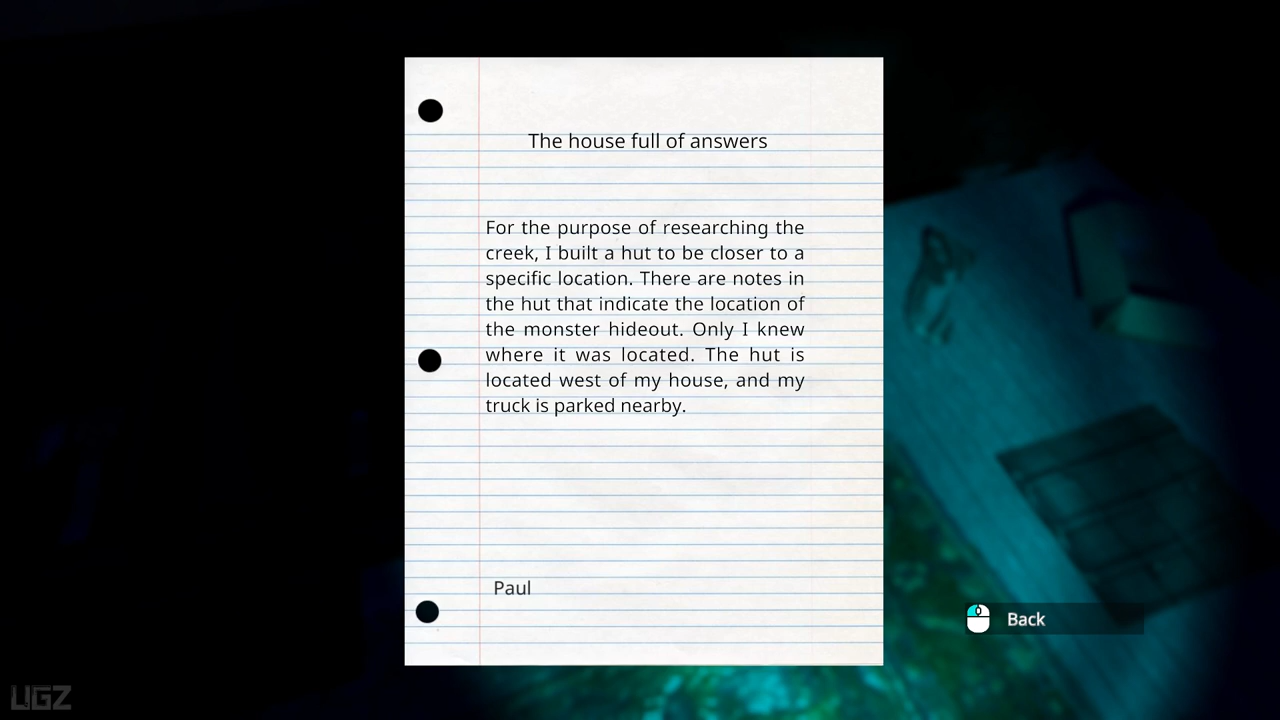 The house full of answers
For the purpose of researching the
creek, I built a hut to be closer to a
specific location. There are notes in
the hut that indicate the location of
the monster hideout. Only I knew
where it was located. The hut is
located west of my house, and my
truck is parked nearby.
Paul
Back
UGZ